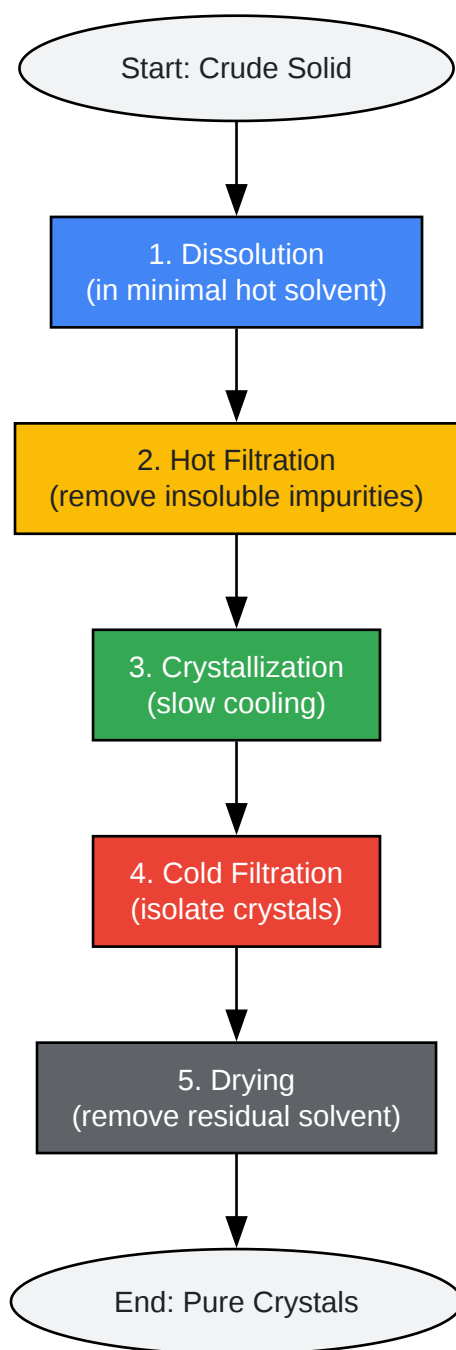 Start: Crude Solid
1. Dissolution
(in minimal hot solvent)
2. Hot Filtration
(remove insoluble impurities)
3. Crystallization
(slow cooling)
4. Cold Filtration
(isolate crystals)
5. Drying
(remove residual solvent)
End: Pure Crystals